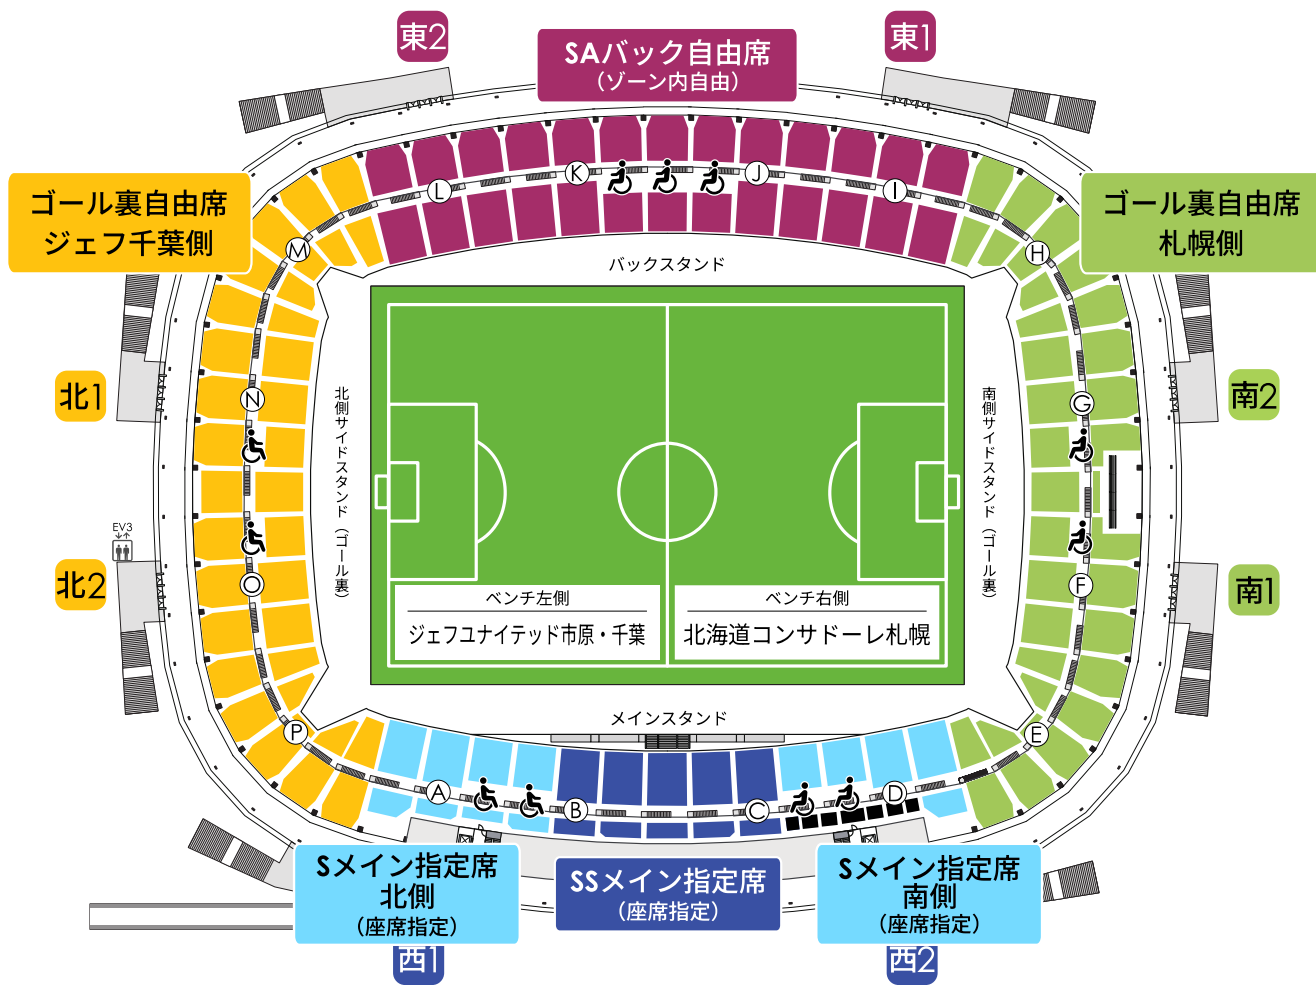 東2
東1
SAバック自由席
（ゾーン内自由）
ゴール裏自由席
ジェフ千葉側
ゴール裏自由席
札幌側
L
K
J
I
M
H
バックスタンド
北1
N
北側サイドスタンド（ゴール裏）
南側サイドスタンド（ゴール裏）
G
南2
EV3
北2
O
F
南1
ベンチ左側
ジェフユナイテッド市原・千葉
ベンチ右側
北海道コンサドーレ札幌
メインスタンド
P
E
A
B
C
D
Sメイン指定席
北側
（座席指定）
SSメイン指定席
（座席指定）
Sメイン指定席
南側
（座席指定）
西1
西2